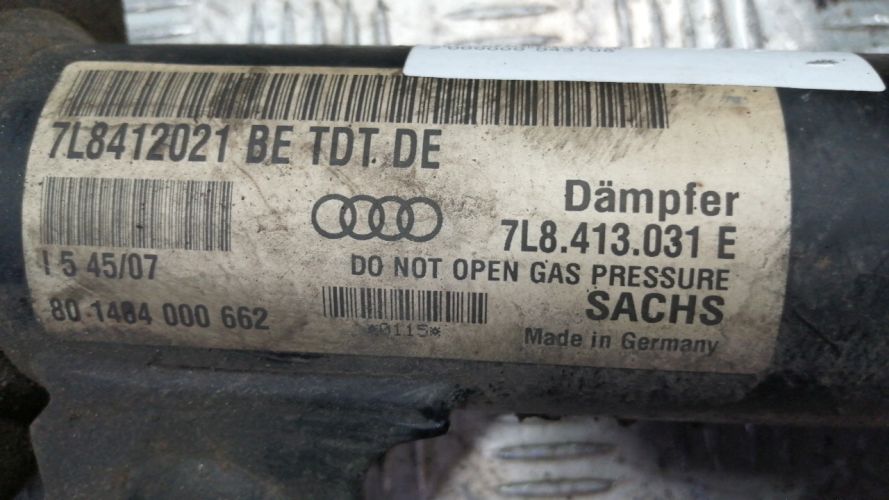 7L8412021 BE TDT. DE
Dämpfer
7L8.413.031 E
I 5 45/07
DO NOT OPEN GAS PRESSURE
80 1484 000 662
SACHS
*0115*
Made in Germany